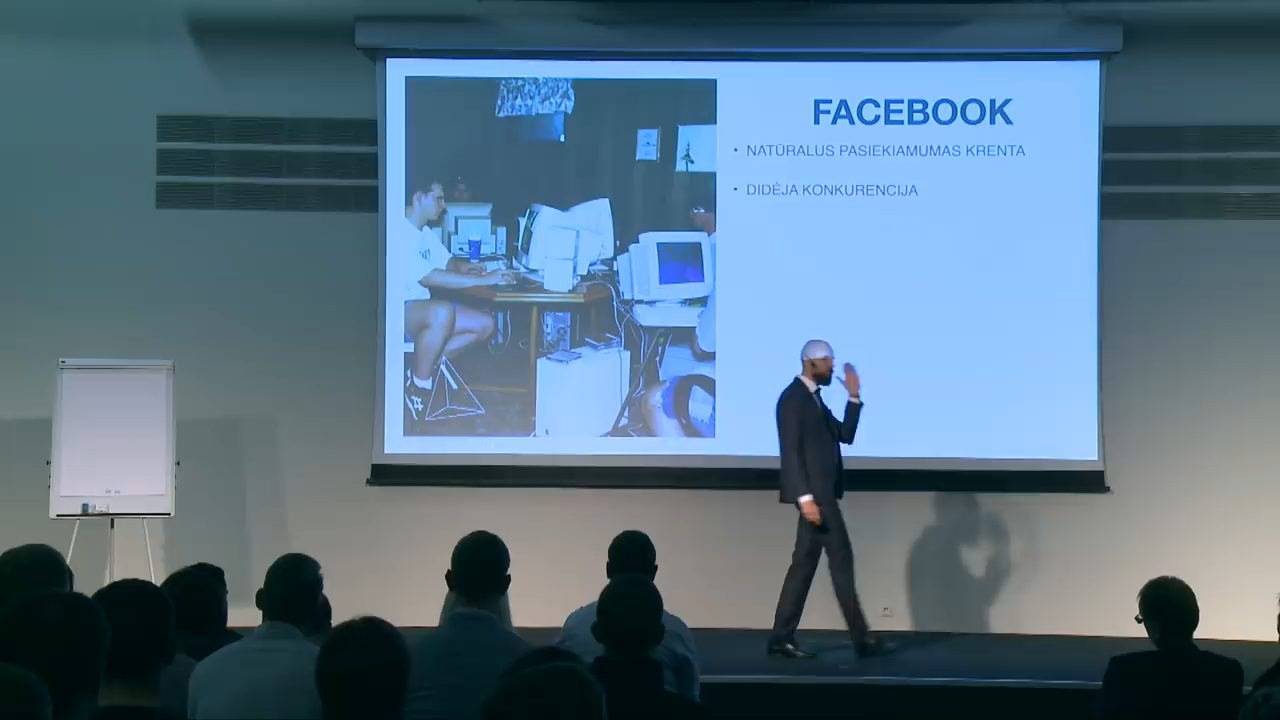 FACEBOOK
• NATŪRALUS PASIEKIAMUMAS KRENTA
• DIDĖJA KONKURENCIJA